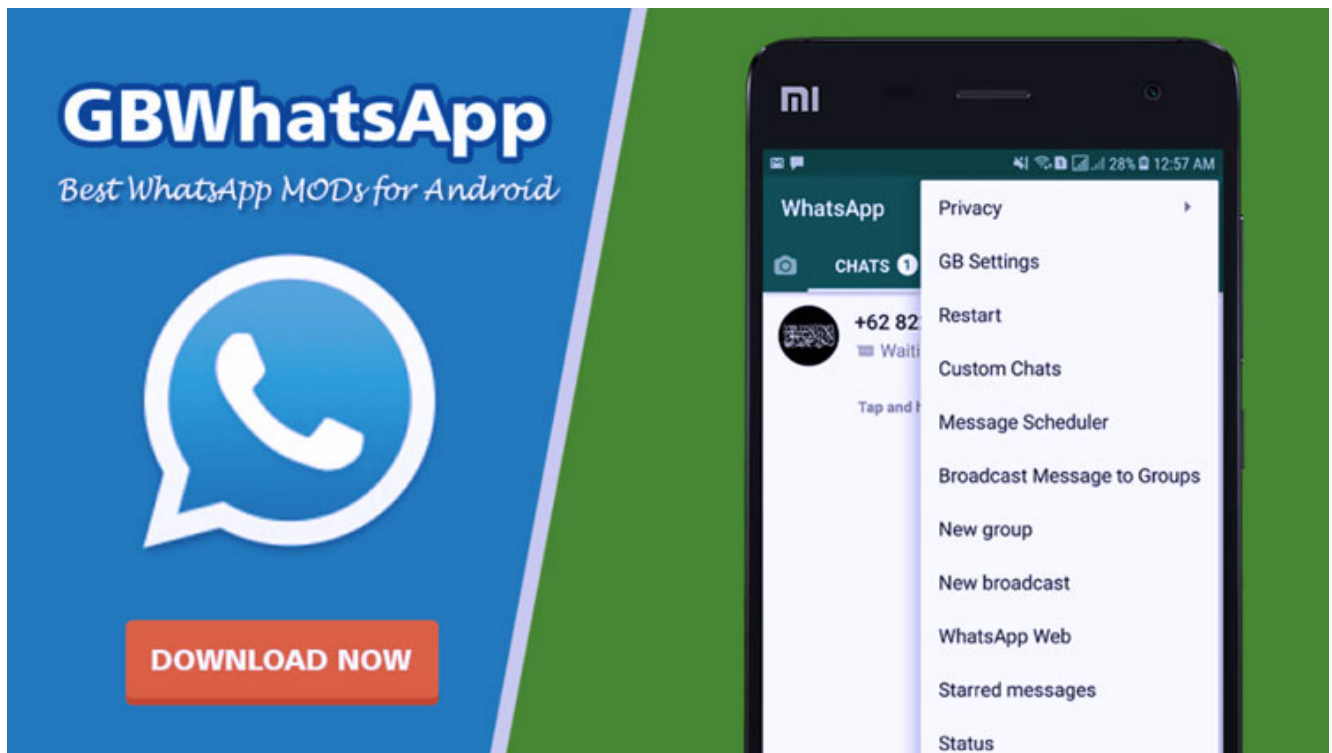 GBWhatsApp
Best WhatsApp MODs for Android
DOWNLOAD NOW
mi
28% 12:57 AM
WhatsApp
CHATS 1
+62 82
Waiti
Tap and h
Privacy
GB Settings
Restart
Custom Chats
Message Scheduler
Broadcast Message to Groups
New group
New broadcast
WhatsApp Web
Starred messages
Status